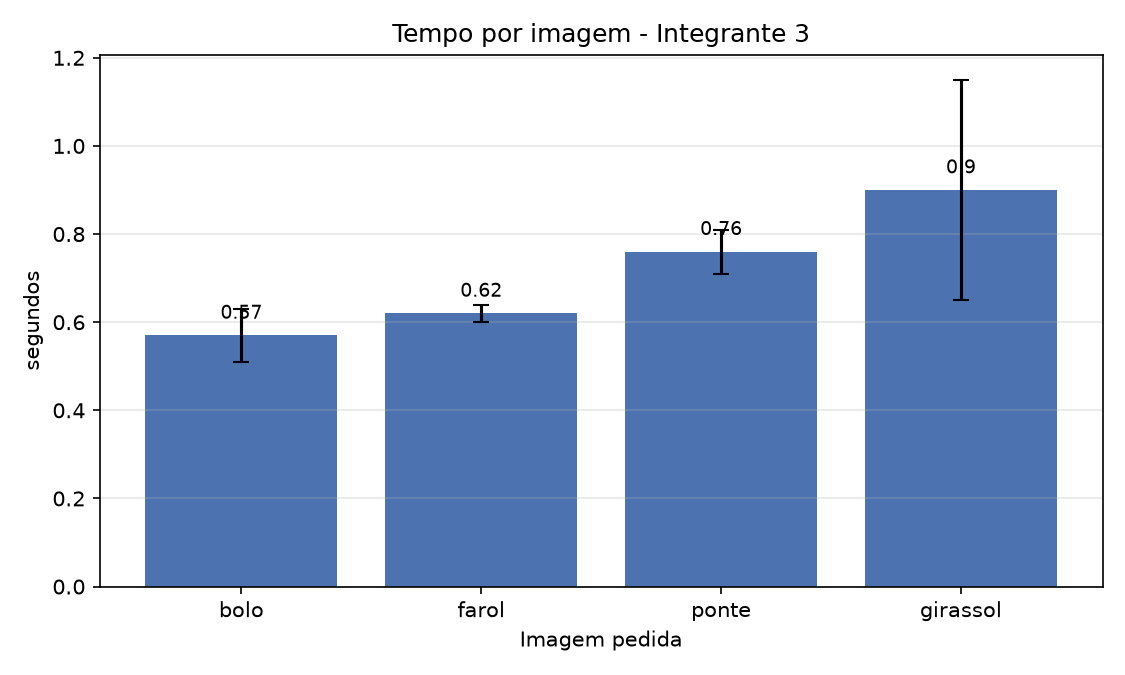 Tempo por imagem - Integrante 3
segundos
1.2
1.0
0.8
0.6
0.4
0.2
0.0
0.57
0.62
0.76
0.9
bolo farol ponte girassol
Imagem pedida